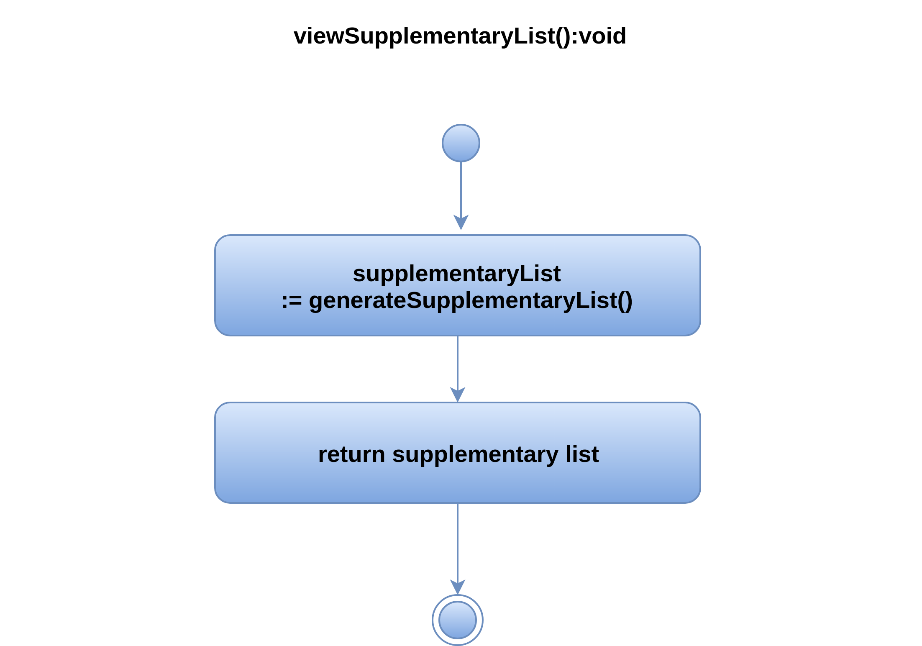 viewSupplementaryList():void
supplementaryList
:= generateSupplementaryList()
return supplementary list